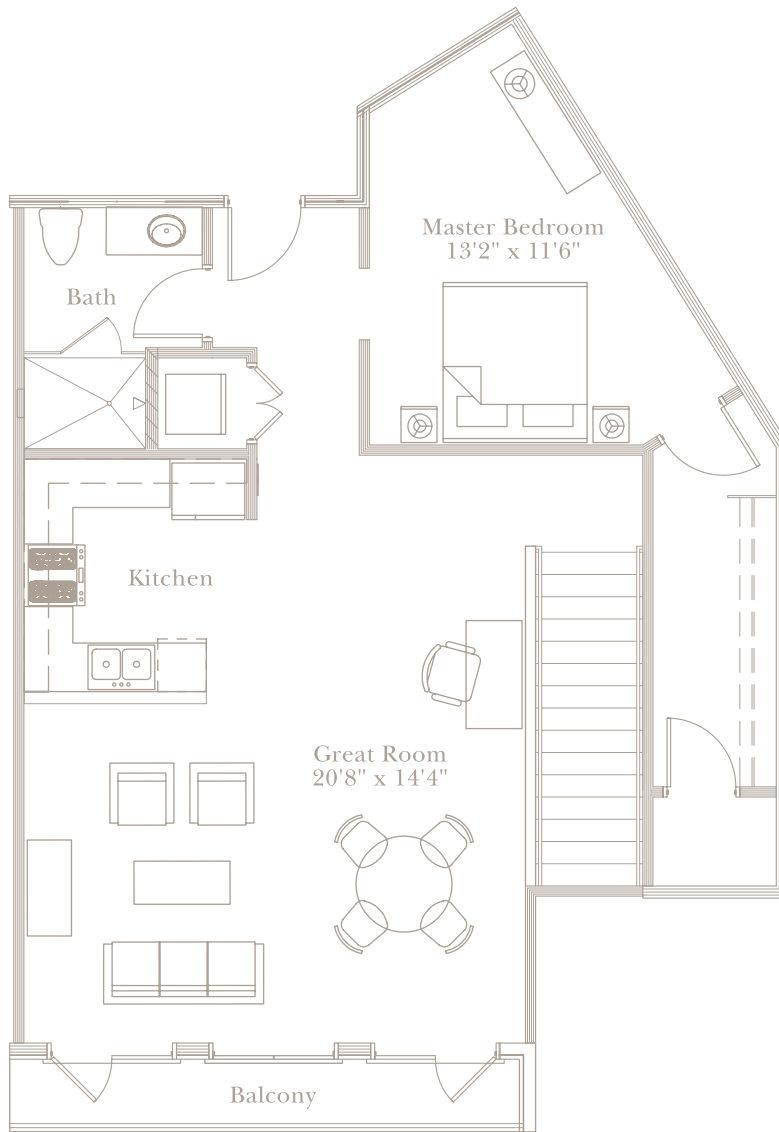 Master Bedroom
13'2" x 11'6"
Bath
Kitchen
Great Room
20'8" x 14'4"
Balcony